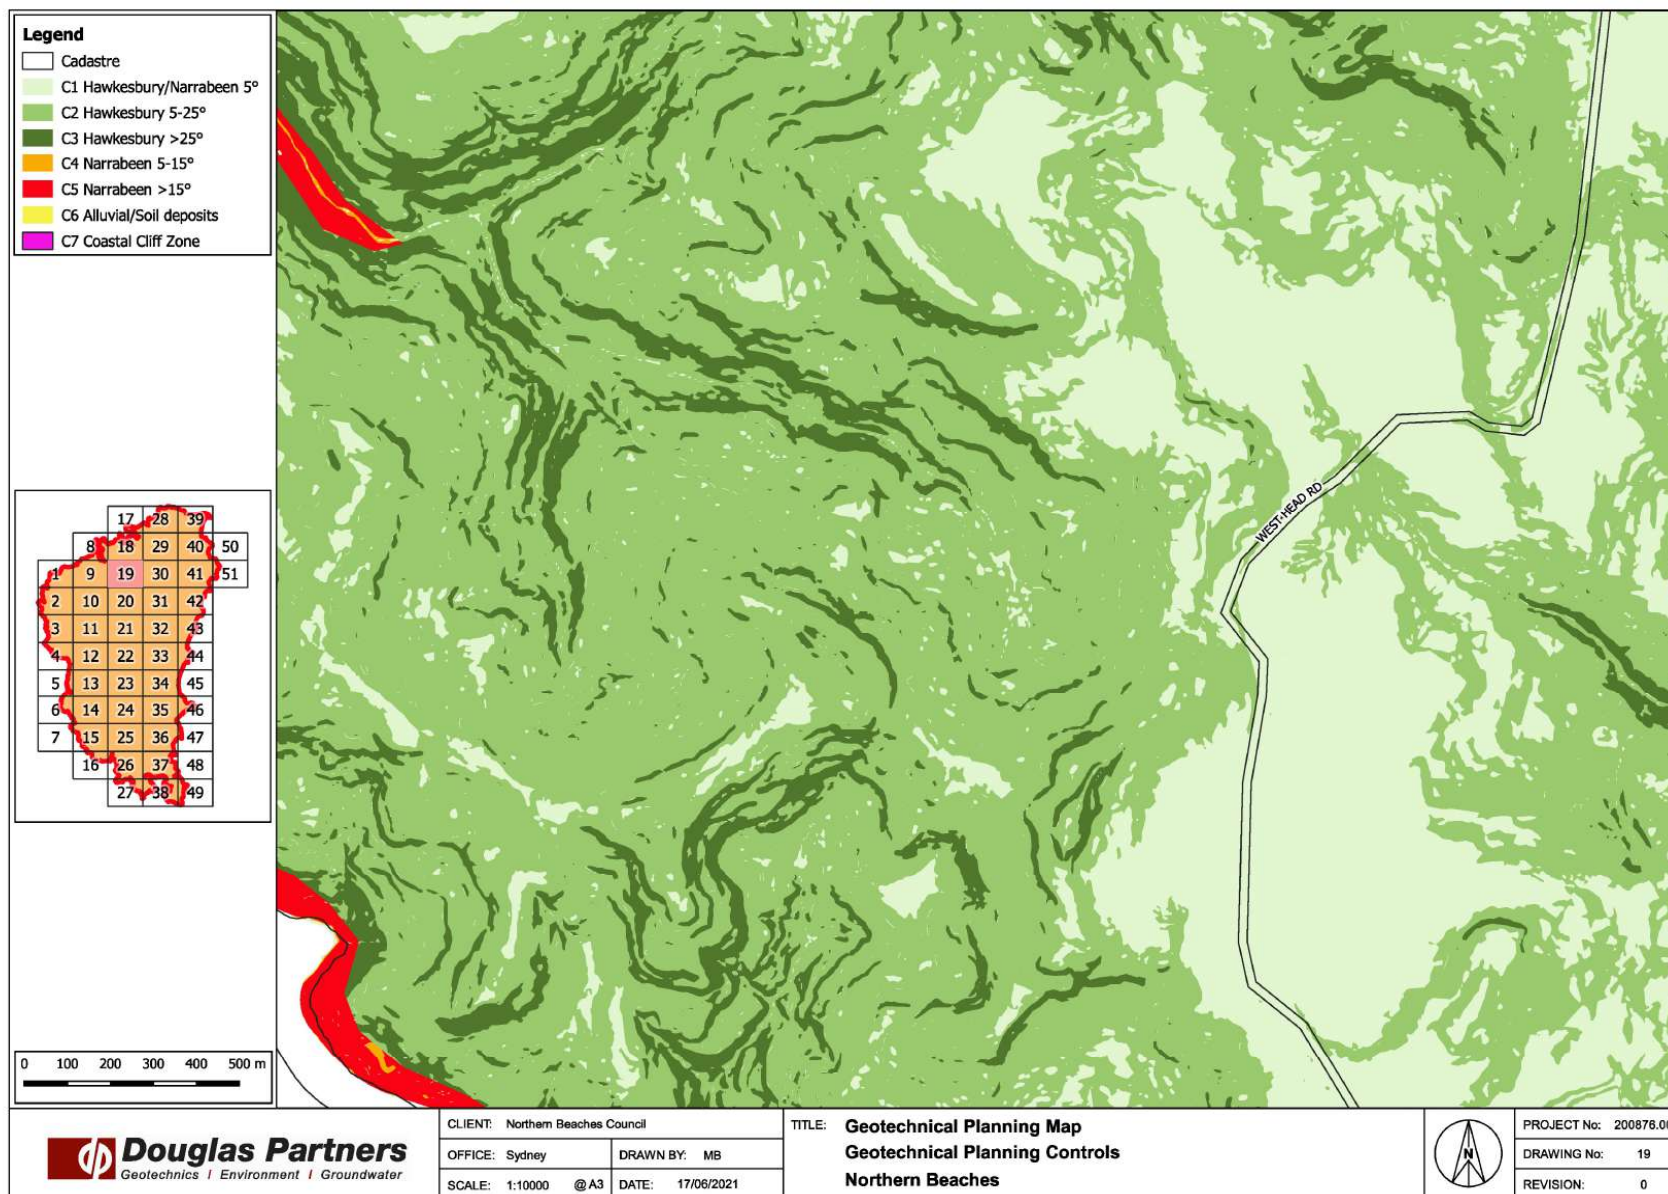 Legend
Cadastre
C1 Hawkesbury/Narrabeen 5°
C2 Hawkesbury 5-25°
C3 Hawkesbury >25°
C4 Narrabeen 5-15°
C5 Narrabeen >15°
C6 Alluvial/Soil deposits
C7 Coastal Cliff Zone
WEST-HEAD RD
17 28 39
8 18 29 40 50
1 9 19 30 41 51
2 10 20 31 42
3 11 21 32 43
4 12 22 33 44
5 13 23 34 45
6 14 24 35 46
7 15 25 36 47
16 26 37 48
27 38 49
0 100 200 300 400 500 m
Douglas Partners
Geotechnics | Environment | Groundwater
CLIENT: Northern Beaches Council
OFFICE: Sydney DRAWN BY: MB
SCALE: 1:10000 @A3 DATE: 17/06/2021
TITLE: Geotechnical Planning Map
Geotechnical Planning Controls
Northern Beaches
N
PROJECT No:
DRAWING No: 19
REVISION: 0